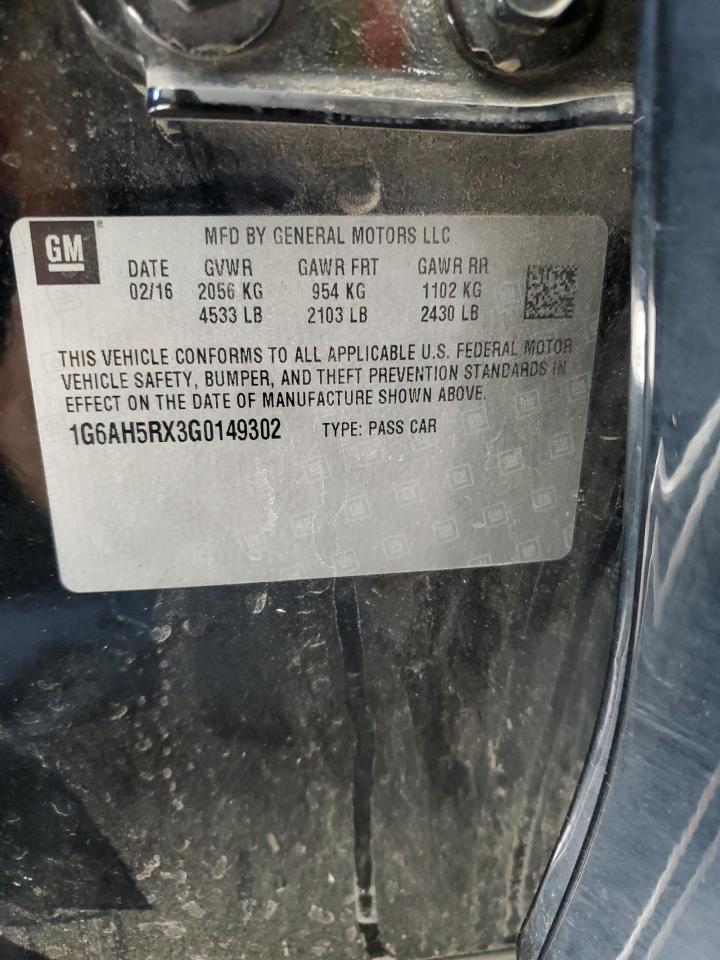 GM
MFD BY GENERAL MOTORS LLC
DATE GVWR GAWR FRT GAWR RR
02/16 2056 KG 954 KG 1102 KG
4533 LB 2103 LB 2430 LB
THIS VEHICLE CONFORMS TO ALL APPLICABLE U.S. FEDERAL MOTOR
VEHICLE SAFETY, BUMPER, AND THEFT PREVENTION STANDARDS IN
EFFECT ON THE DATE OF MANUFACTURE SHOWN ABOVE.
1G6AH5RX3G0149302 TYPE: PASS CAR